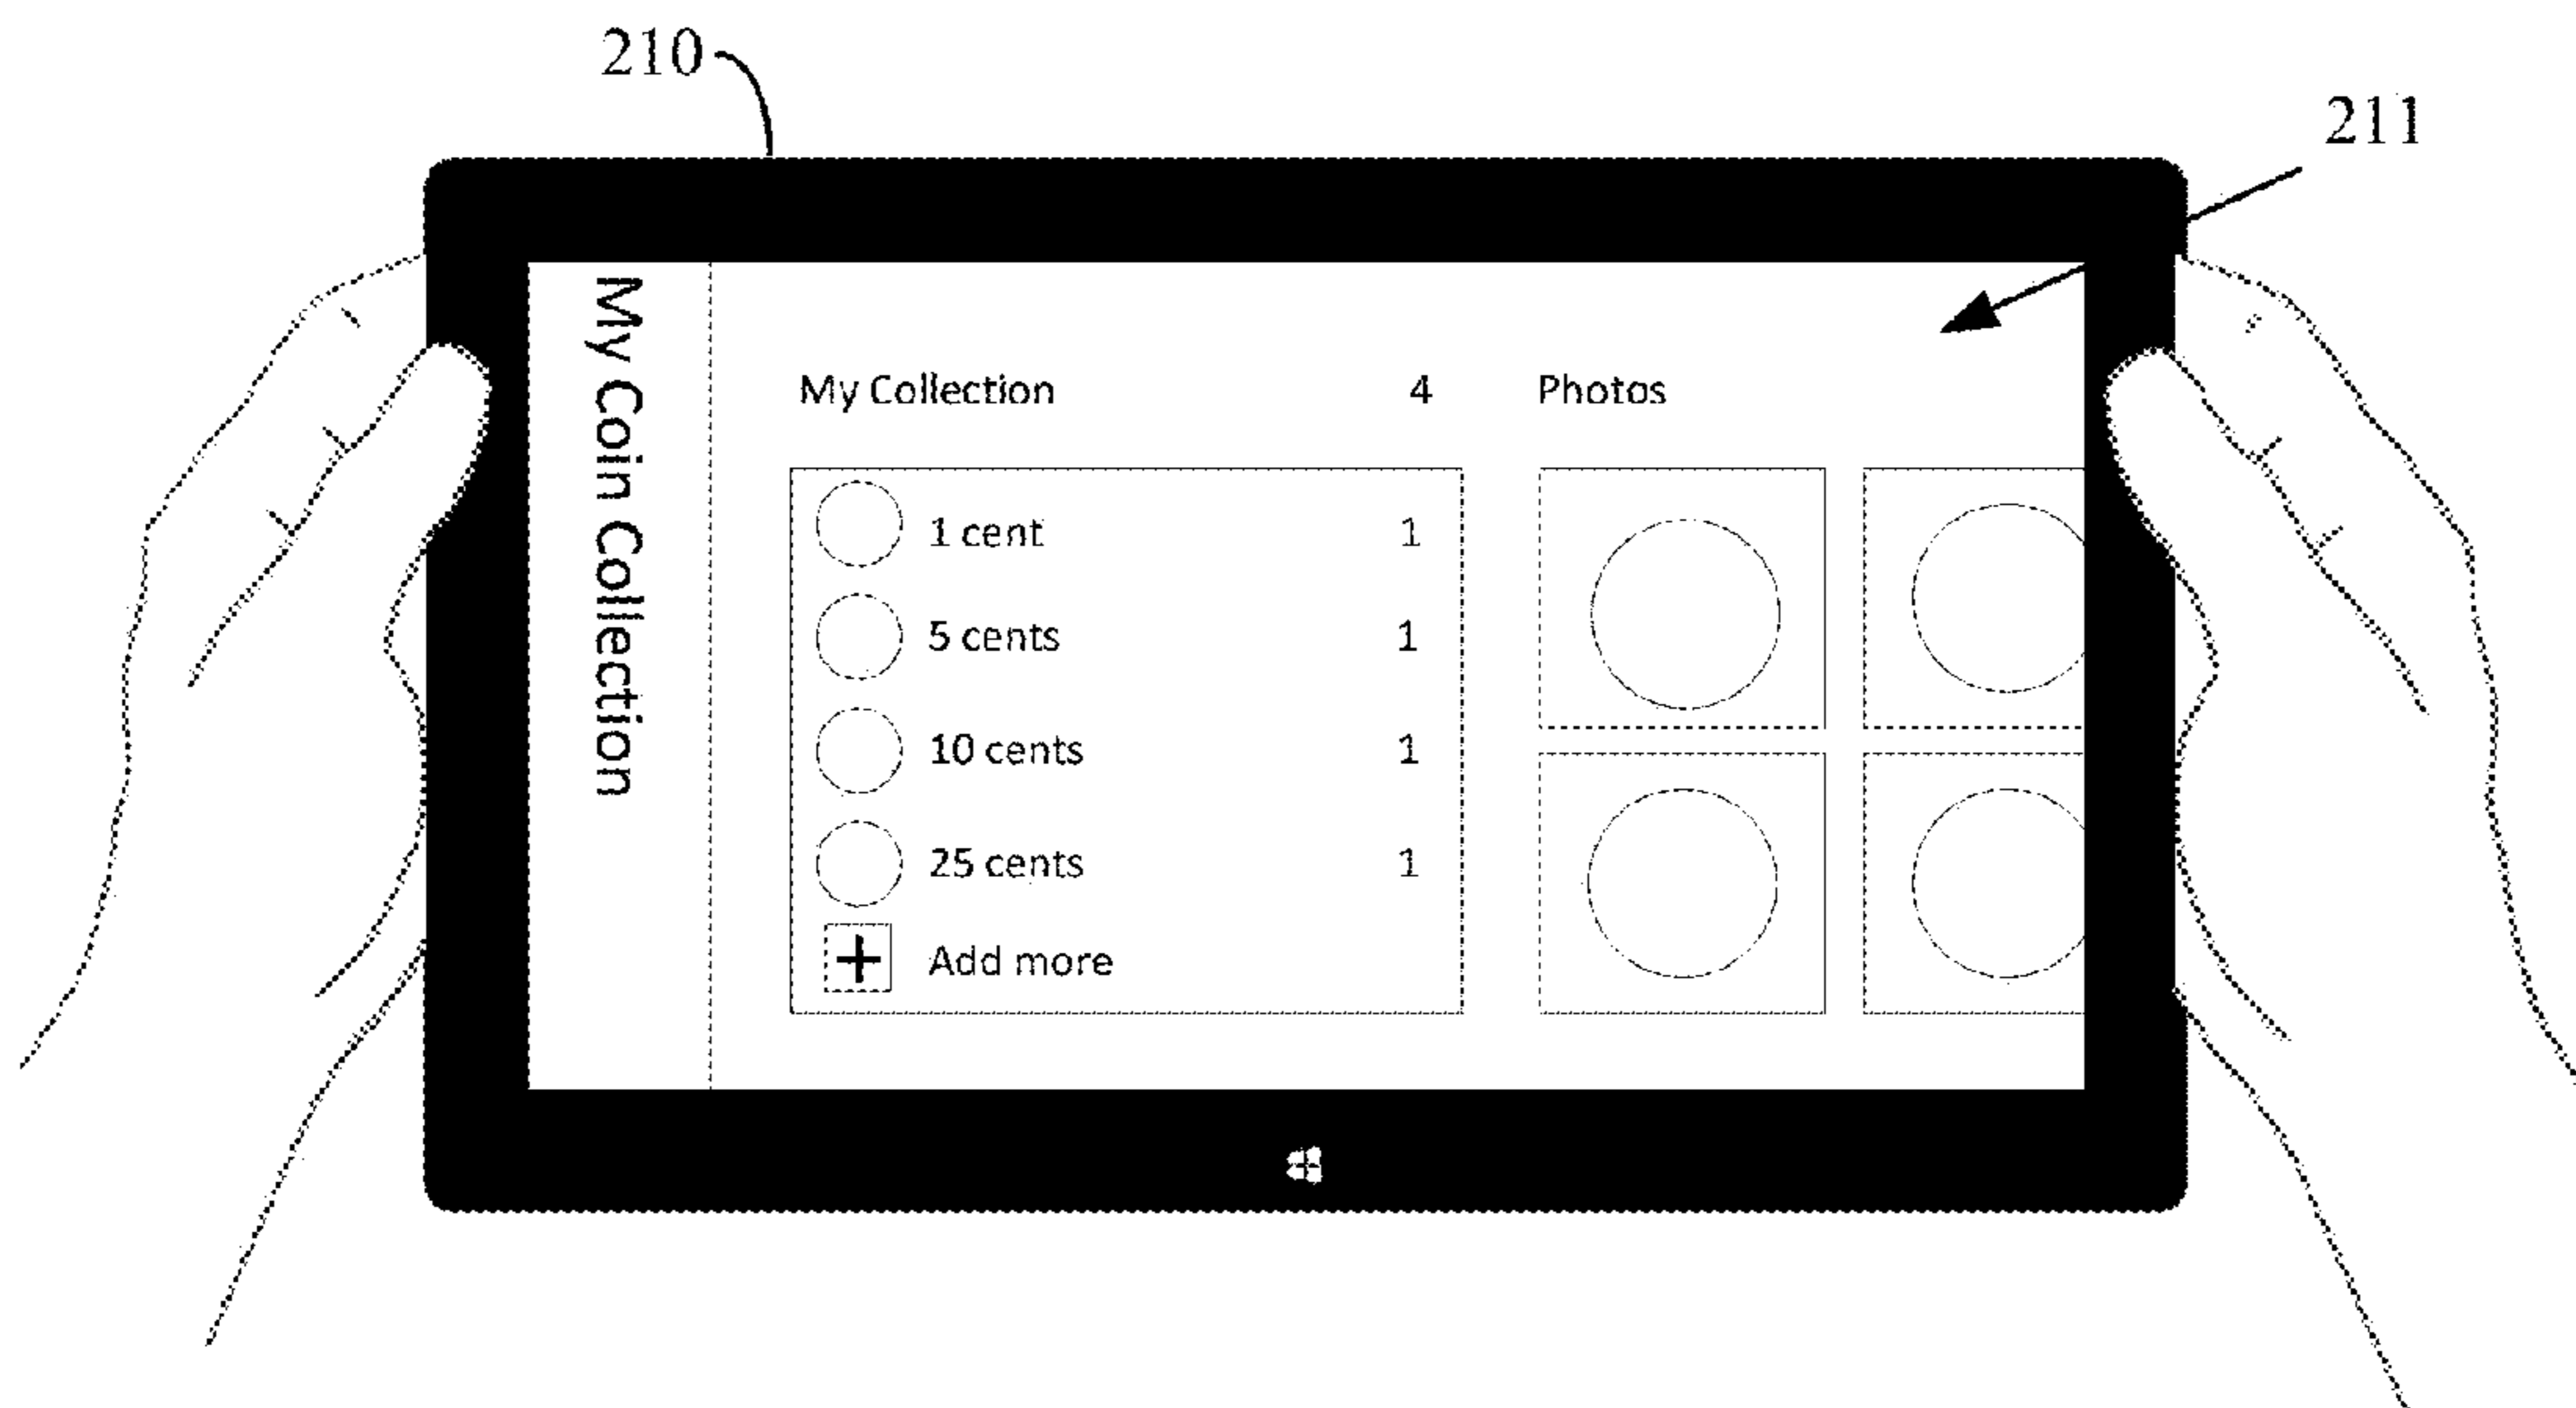 210
211
My Coin Collection
My Collection 4
Photos
1 cent 1
5 cents 1
10 cents 1
25 cents 1
Add more